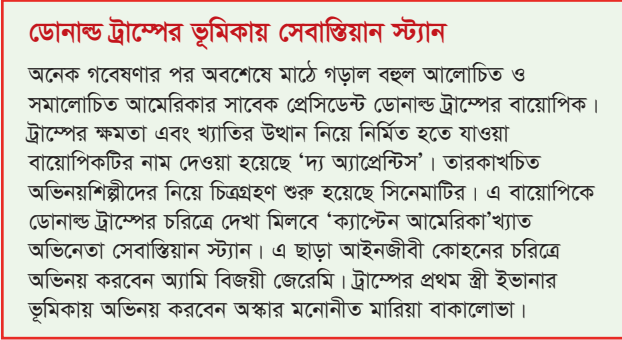 ডোনাল্ড ট্রাম্পের ভূমিকায় সেবাস্তিয়ান স্ট্যান
অনেক গবেষণার পর অবশেষে মাঠে গড়াল বহুল আলোচিত ও
সমালোচিত আমেরিকার সাবেক প্রেসিডেন্ট ডোনাল্ড ট্রাম্পের বায়োপিক।
ট্রাম্পের ক্ষমতা এবং খ্যাতির উত্থান নিয়ে নির্মিত হতে যাওয়া
বায়োপিকটির নাম দেওয়া হয়েছে ‘দ্য অ্যাপ্রেন্টিস’। তারকাখচিত
অভিনয়শিল্পীদের নিয়ে চিত্রগ্রহণ শুরু হয়েছে সিনেমাটির। এ বায়োপিকে
ডোনাল্ড ট্রাম্পের চরিত্রে দেখা মিলবে ‘ক্যাপ্টেন আমেরিকা’খ্যাত
অভিনেতা সেবাস্তিয়ান স্ট্যান। এ ছাড়া আইনজীবী কোহনের চরিত্রে
অভিনয় করবেন অ্যামি বিজয়ী জেরেমি। ট্রাম্পের প্রথম স্ত্রী ইভানার
ভূমিকায় অভিনয় করবেন অস্কার মনোনীত মারিয়া বাকালোভা।